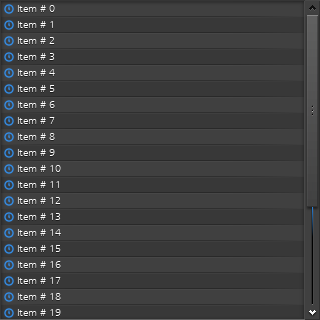 Item # 0
Item # 1
Item # 2
Item # 3
Item # 4
Item # 5
Item # 6
Item # 7
Item # 8
Item # 9
Item # 10
Item # 11
Item # 12
Item # 13
Item # 14
Item # 15
Item # 16
Item # 17
Item # 18
Item # 19